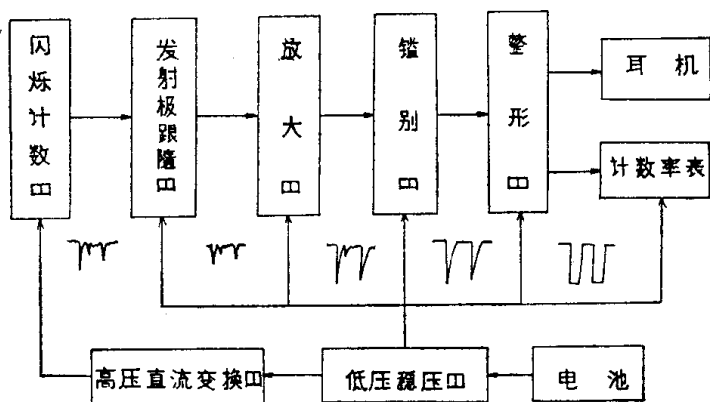 闪烁计数器
发射极跟隨器
放大器
镒别器
整形器
耳机
计数率表
高压直流变换器
低压稳压器
电池